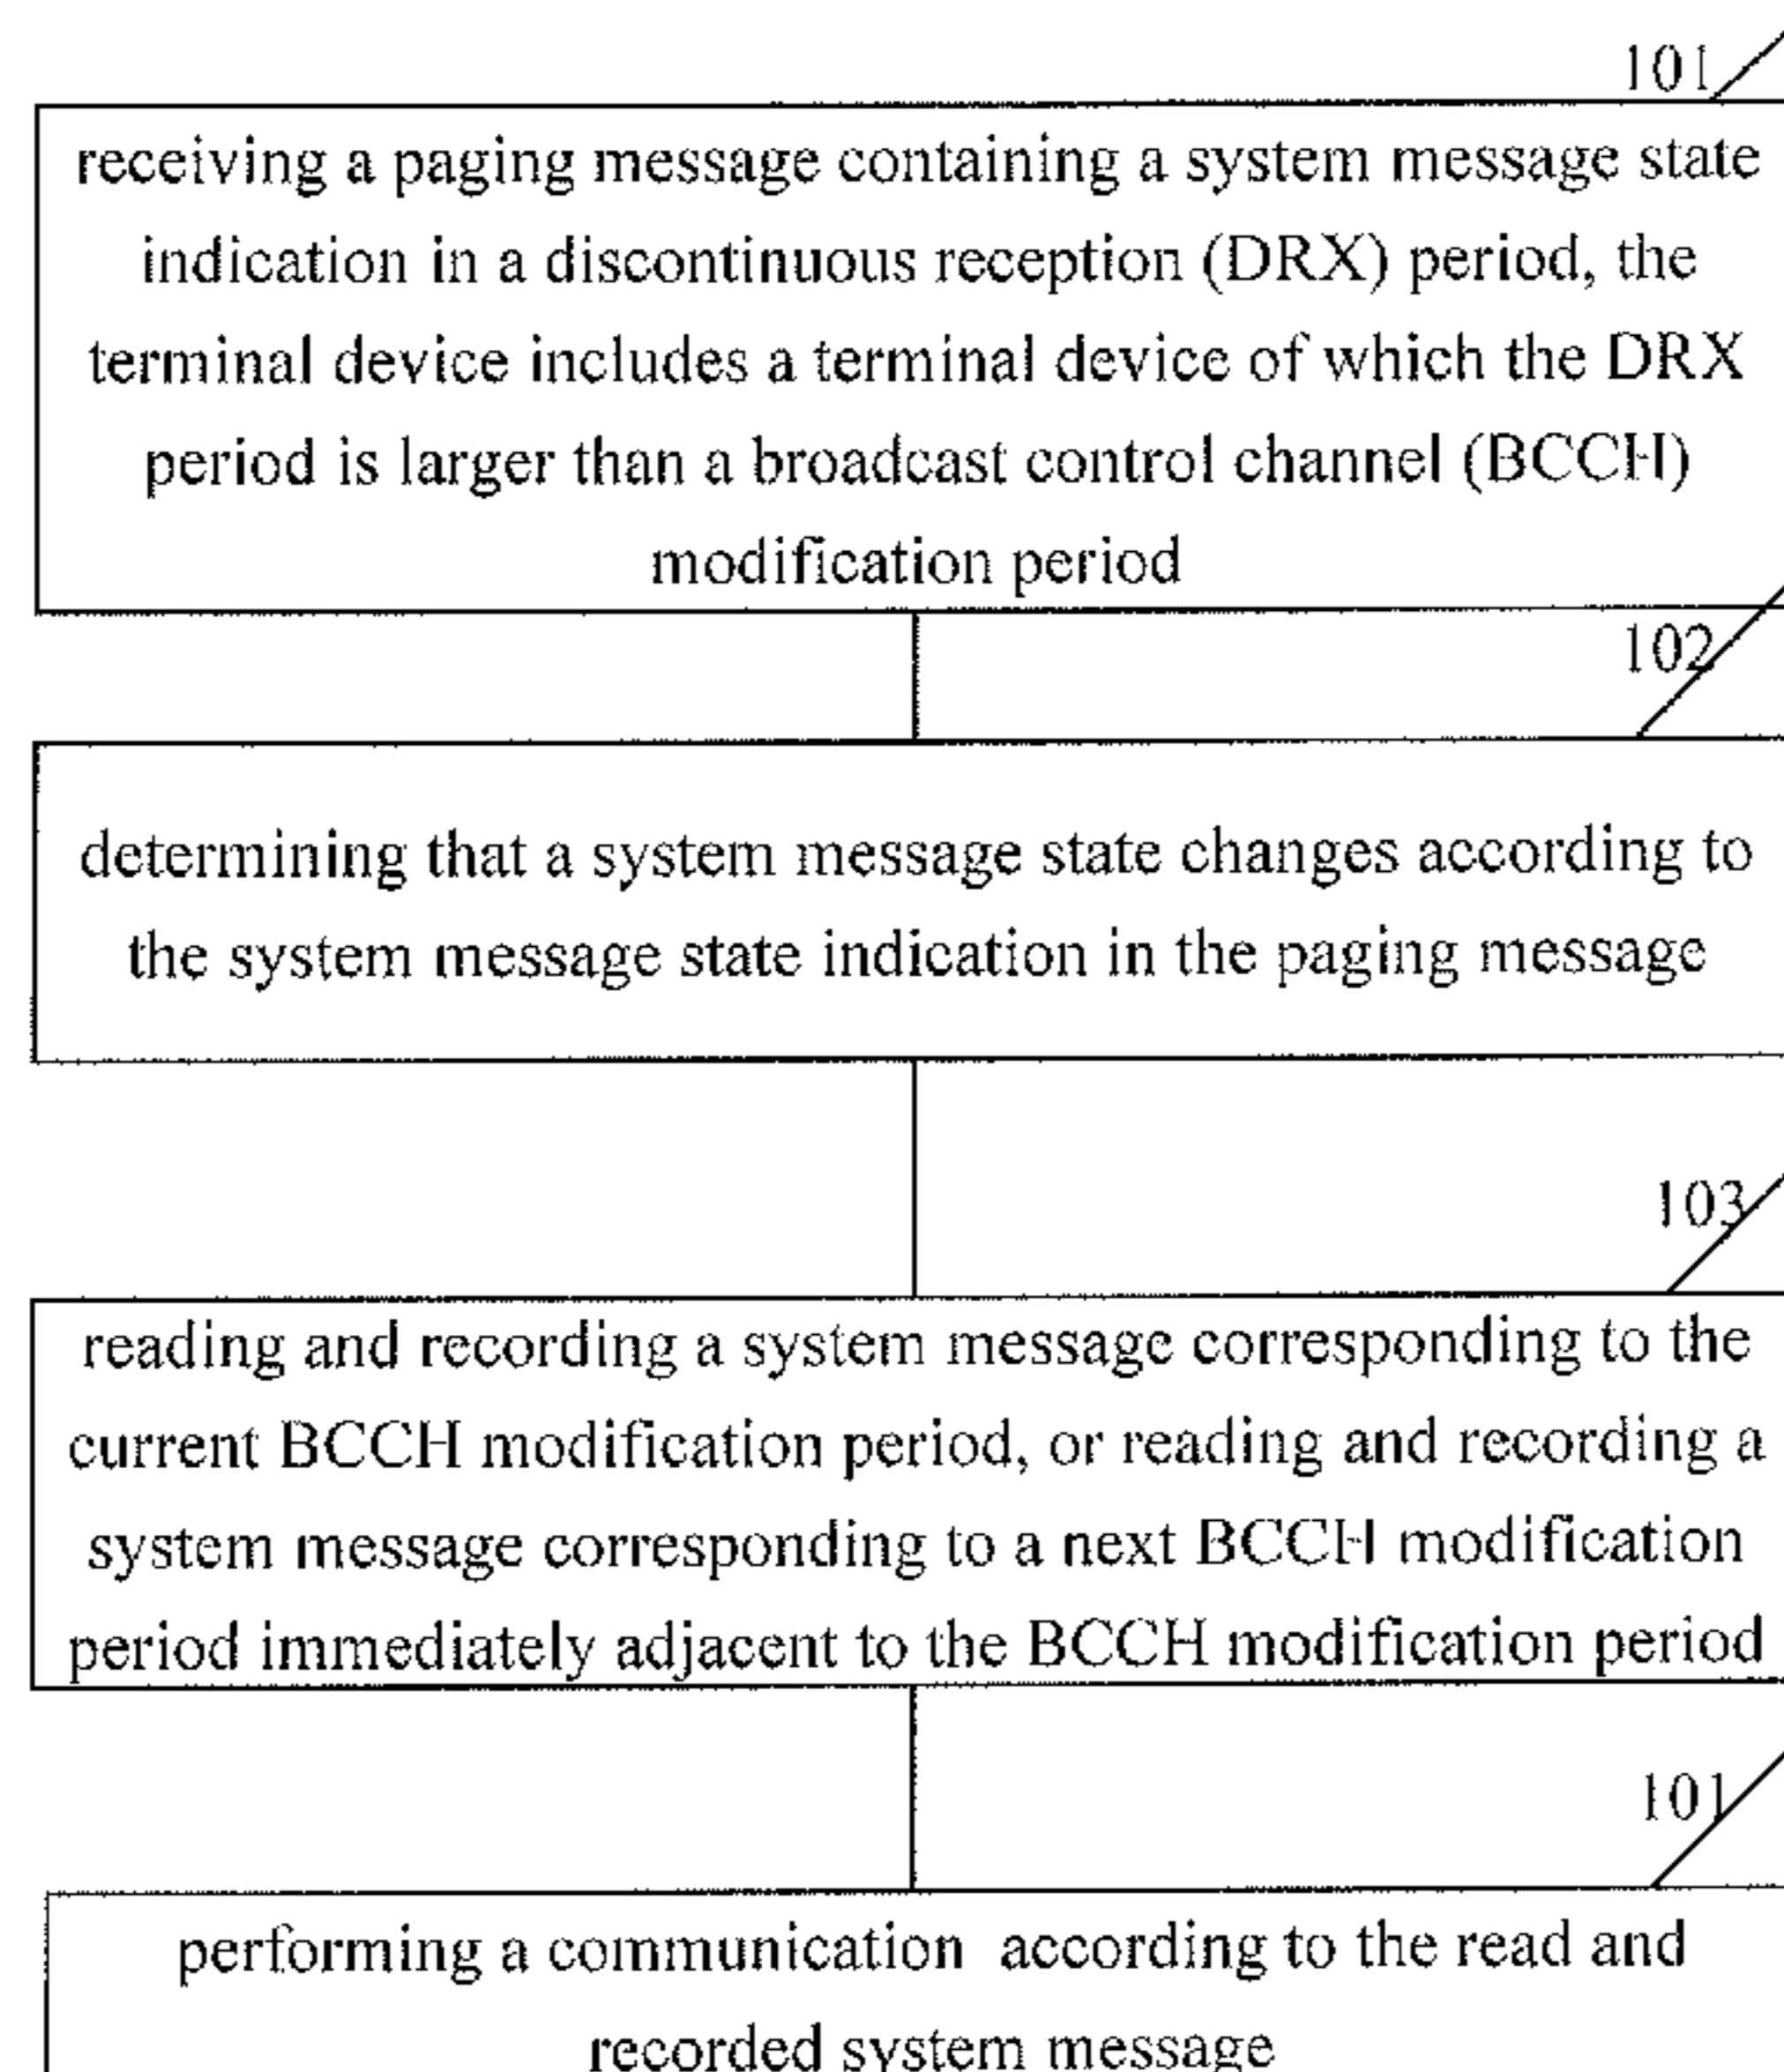 101
receiving a paging message containing a system message state
indication in a discontinuous reception (DRX) period, the
terminal device includes a terminal device of which the DRX
period is larger than a broadcast control channel (BCCH)
modification period
102
determining that a system message state changes according to
the system message state indication in the paging message
103
reading and recording a system message corresponding to the
current BCCH modification period, or reading and recording a
system message corresponding to a next BCCH modification
period immediately adjacent to the BCCH modification period
101
performing a communication according to the read and
recorded system message